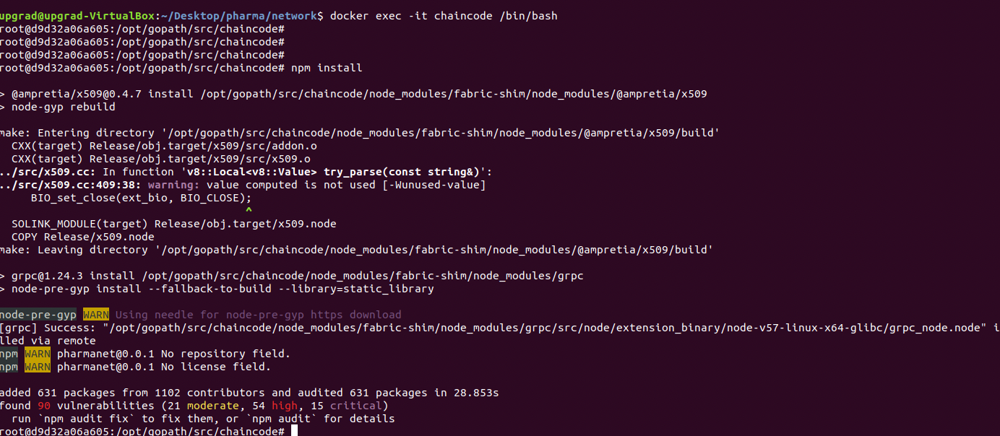 upgrad@upgrad-VirtualBox:~/Desktop/pharma/network$ docker exec -it chaincode /bin/bash
root@d9d32a06a605:/opt/gopath/src/chaincode#
root@d9d32a06a605:/opt/gopath/src/chaincode#
root@d9d32a06a605:/opt/gopath/src/chaincode#
root@d9d32a06a605:/opt/gopath/src/chaincode# npm install
> @ampretia/x509@0.4.7 install /opt/gopath/src/chaincode/node_modules/fabric-shim/node_modules/@ampretia/x509
> node-gyp rebuild
make: Entering directory '/opt/gopath/src/chaincode/node_modules/fabric-shim/node_modules/@ampretia/x509/build'
CXX(target) Release/obj.target/x509/src/addon.o
CXX(target) Release/obj.target/x509/src/x509.o
../src/x509.cc: In function 'v8::Local<v8::Value> try_parse(const string&)':
../src/x509.cc:409:38: warning: value computed is not used [-Wunused-value]
BIO_set_close(ext_bio, BIO_CLOSE);
^
SOLINK_MODULE(target) Release/obj.target/x509.node
COPY Release/x509.node
make: Leaving directory '/opt/gopath/src/chaincode/node_modules/fabric-shim/node_modules/@ampretia/x509/build'
> grpc@1.24.3 install /opt/gopath/src/chaincode/node_modules/fabric-shim/node_modules/grpc
> node-pre-gyp install --fallback-to-build --library=static_library
node-pre-gyp WARN Using needle for node-pre-gyp https download
[grpc] Success: "/opt/gopath/src/chaincode/node_modules/fabric-shim/node_modules/grpc/src/node/extension_binary/node-v57-linux-x64-glibc/grpc_node.node" i
lled via remote
npm WARN pharmanet@0.0.1 No repository field.
npm WARN pharmanet@0.0.1 No license field.
added 631 packages from 1102 contributors and audited 631 packages in 28.853s
found 90 vulnerabilities (21 moderate, 54 high, 15 critical)
run `npm audit fix` to fix them, or `npm audit` for details
root@d9d32a06a605:/opt/gopath/src/chaincode#